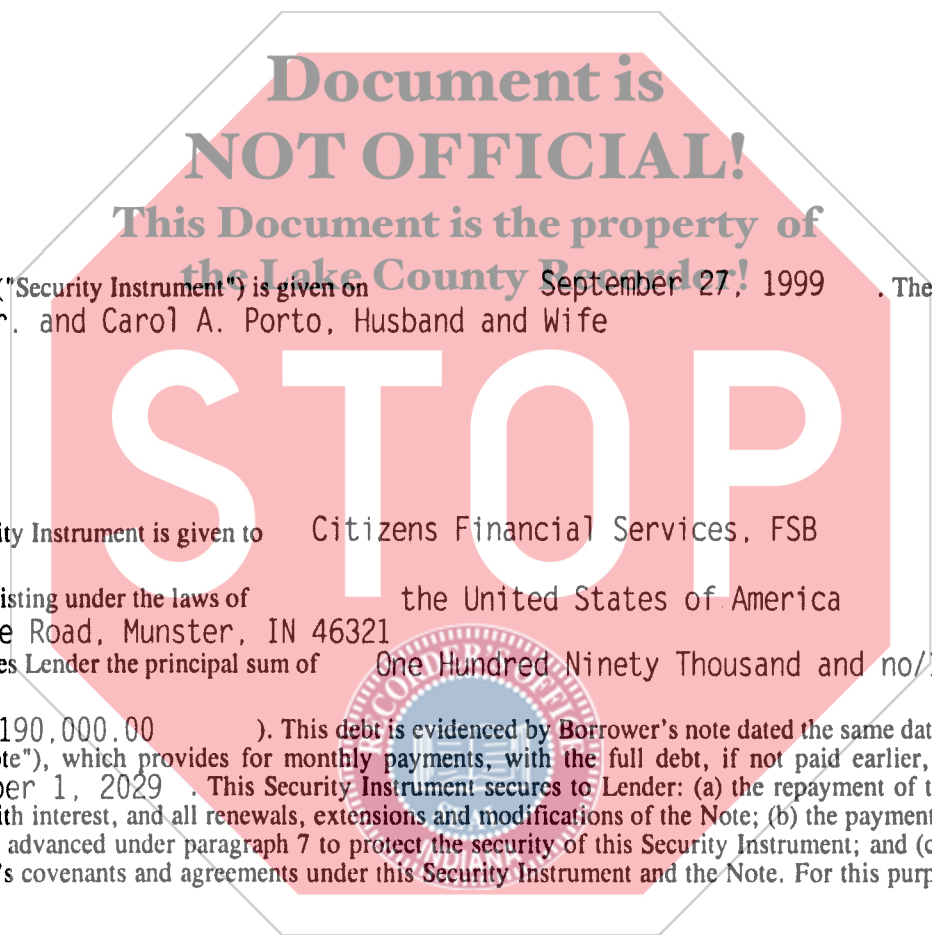 Document is
NOT OFFICIAL!
This Document is the property of
the Lake County Recorder!
("Security Instrument") is given on September 27, 1999 . The
r. and Carol A. Porto, Husband and Wife
STOP
ity Instrument is given to Citizens Financial Services, FSB
isting under the laws of the United States of America
e Road, Munster, IN 46321
es Lender the principal sum of One Hundred Ninety Thousand and no/
190,000.00 ). This debt is evidenced by Borrower's note dated the same dat
te"), which provides for monthly payments, with the full debt, if not paid earlier,
er 1, 2029 . This Security Instrument secures to Lender: (a) the repayment of t
ith interest, and all renewals, extensions and modifications of the Note; (b) the payment
advanced under paragraph 7 to protect the security of this Security Instrument; and (c
's covenants and agreements under this Security Instrument and the Note. For this purp
RECORDER'S OFFICE
SEAL
INDIANA